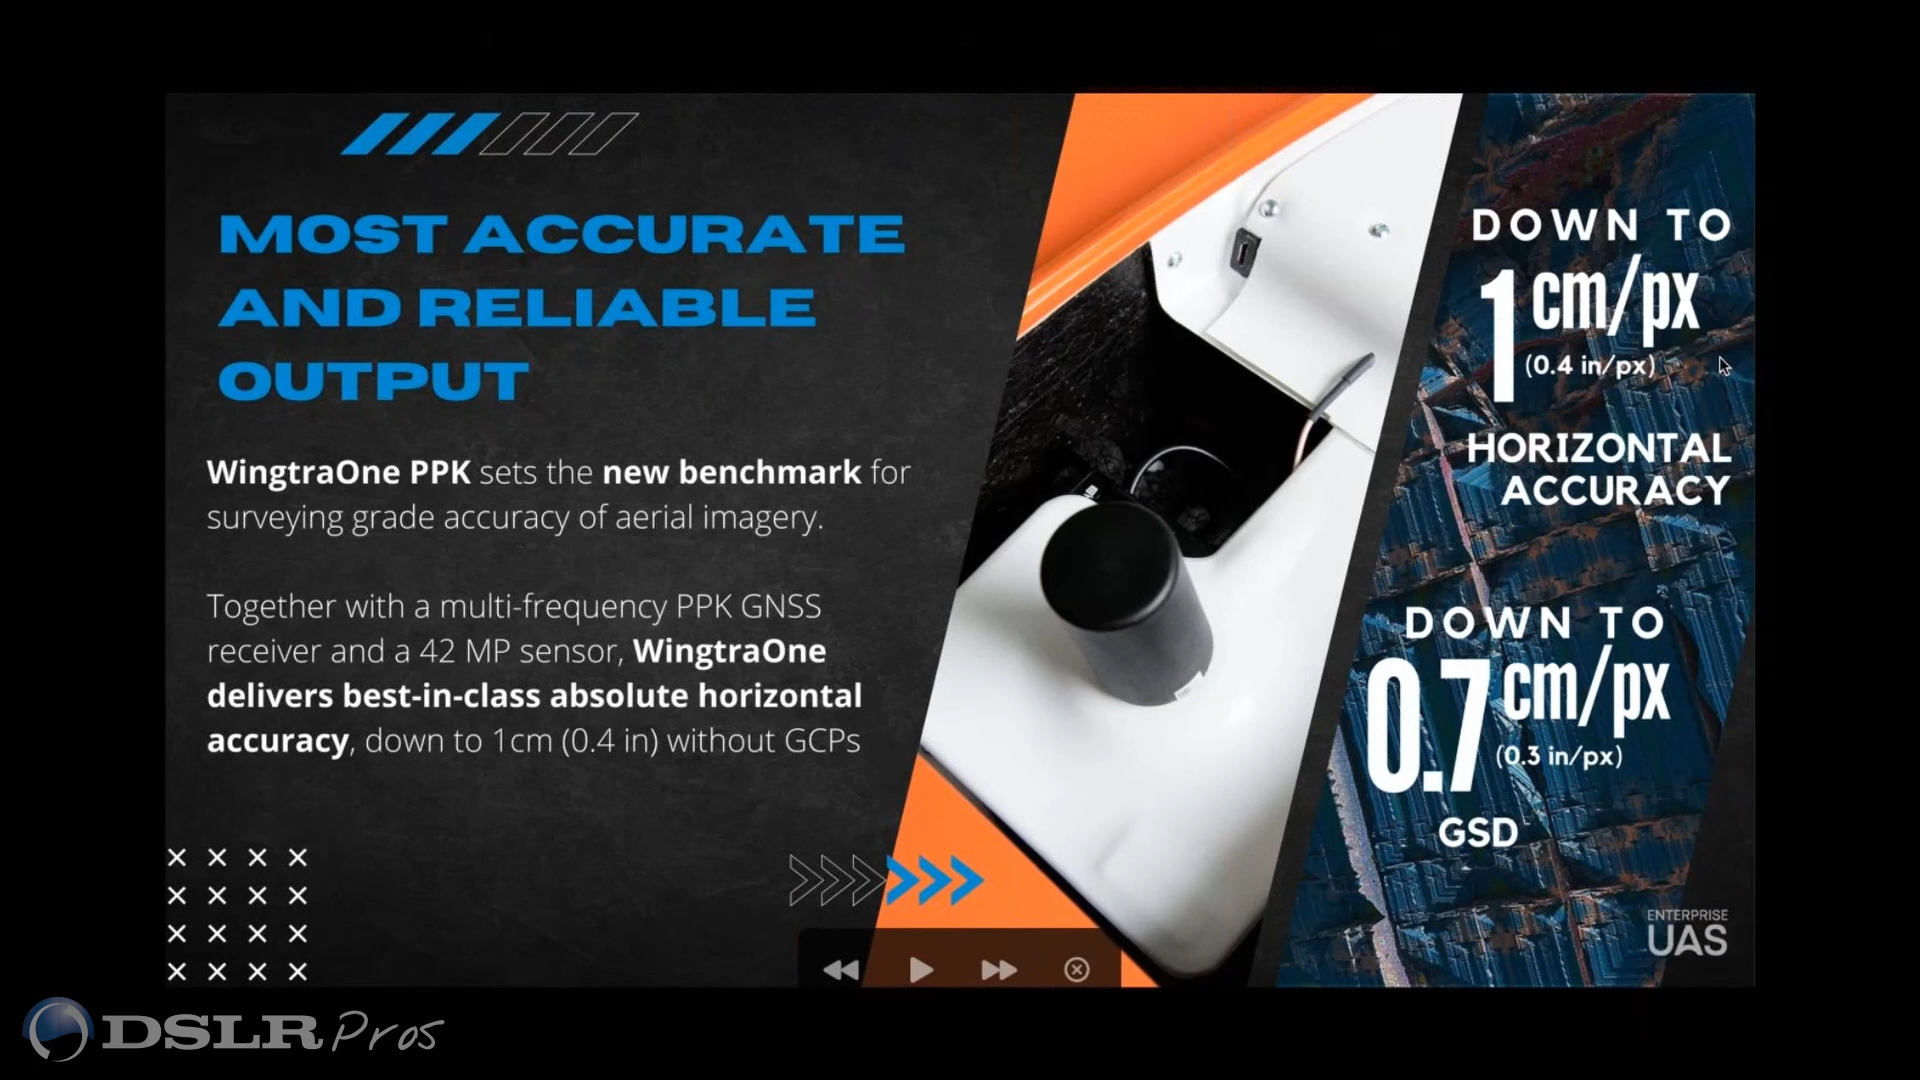 MOST ACCURATE
AND RELIABLE
OUTPUT
WingtraOne PPK sets the new benchmark for
surveying grade accuracy of aerial imagery.
Together with a multi-frequency PPK GNSS
receiver and a 42 MP sensor, WingtraOne
delivers best-in-class absolute horizontal
accuracy, down to 1cm (0.4 in) without GCPs
DOWN TO
1 cm/px
(0.4 in/px)
HORIZONTAL
ACCURACY
DOWN TO
0.7 cm/px
(0.3 in/px)
GSD
ENTERPRISE
UAS
DSLRPros